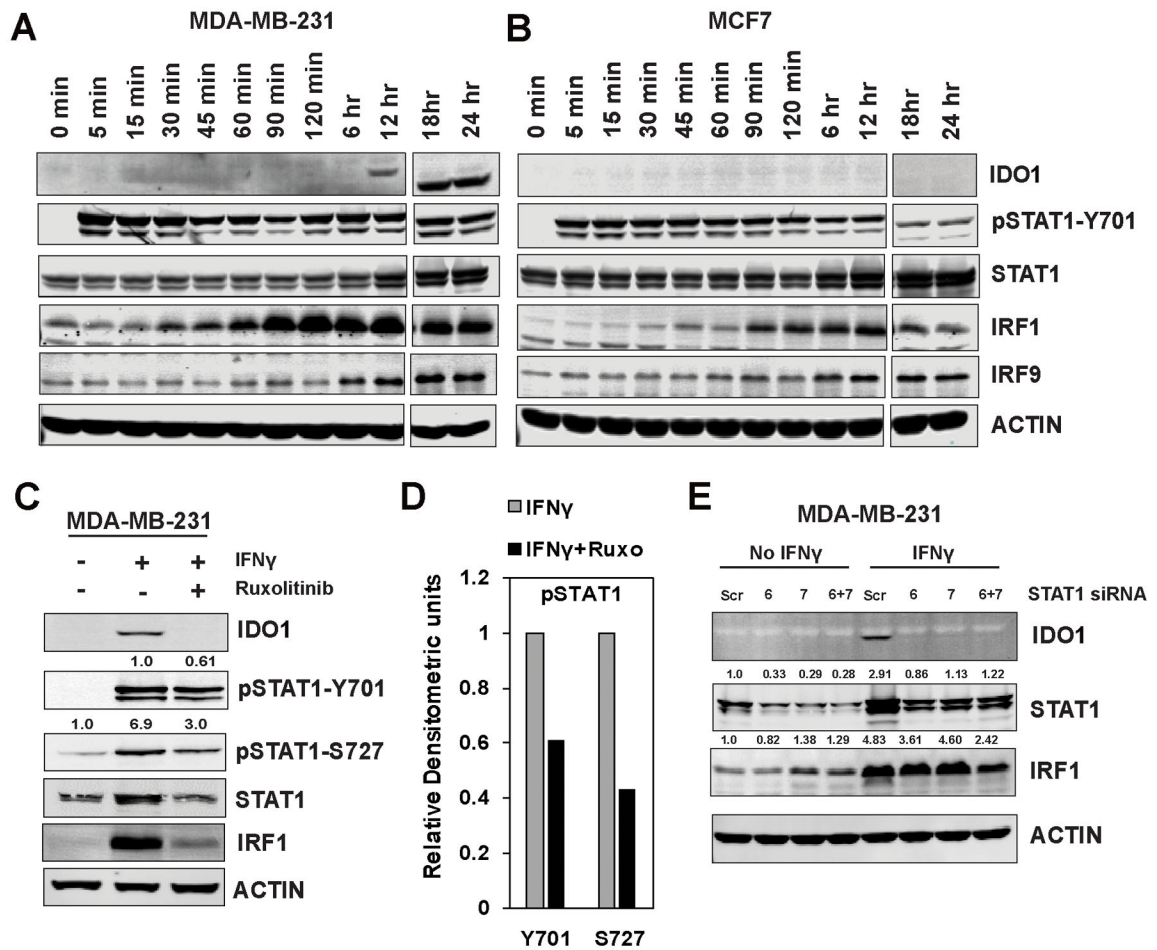 A
MDA-MB-231
0 min 5 min 15 min 30 min 45 min 60 min 90 min 120 min 6 hr 12 hr 18hr 24 hr
B
MCF7
0 min 5 min 15 min 30 min 45 min 60 min 90 min 120 min 6 hr 12 hr 18hr 24 hr
IDO1
pSTAT1-Y701
STAT1
IRF1
IRF9
ACTIN
C
MDA-MB-231
- + + IFNγ
- - + Ruxolitinib
IDO1
1.0 0.61
pSTAT1-Y701
1.0 6.9 3.0
pSTAT1-S727
STAT1
IRF1
ACTIN
D
IFNγ
IFNγ+Ruxo
pSTAT1
Relative Densitometric units
1.2
1
0.8
0.6
0.4
0.2
0
Y701 S727
E
MDA-MB-231
No IFNγ IFNγ
Scr 6 7 6+7 Scr 6 7 6+7 STAT1 siRNA
IDO1
1.0 0.33 0.29 0.28 2.91 0.86 1.13 1.22
STAT1
1.0 0.82 1.38 1.29 4.83 3.61 4.60 2.42
IRF1
ACTIN